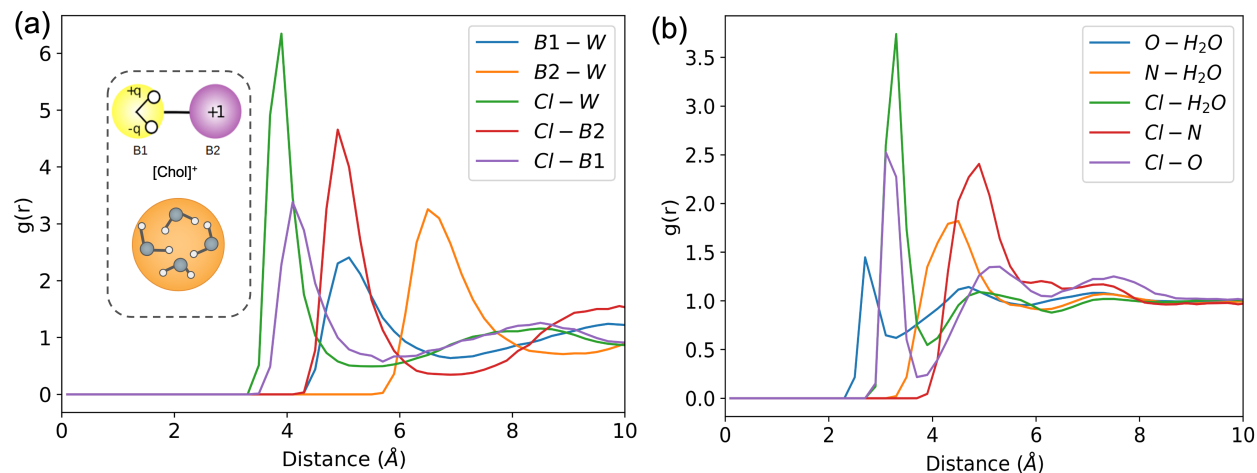 (a)
g(r)
6
5
4
3
2
1
0
0 2 4 6 8 10
Distance (Å)
B1 − W
B2 − W
Cl − W
Cl − B2
Cl − B1
+q
-q
+1
B1 B2
[Chol]⁺
(b)
g(r)
3.5
3.0
2.5
2.0
1.5
1.0
0.5
0.0
0 2 4 6 8 10
Distance (Å)
O − H₂O
N − H₂O
Cl − H₂O
Cl − N
Cl − O